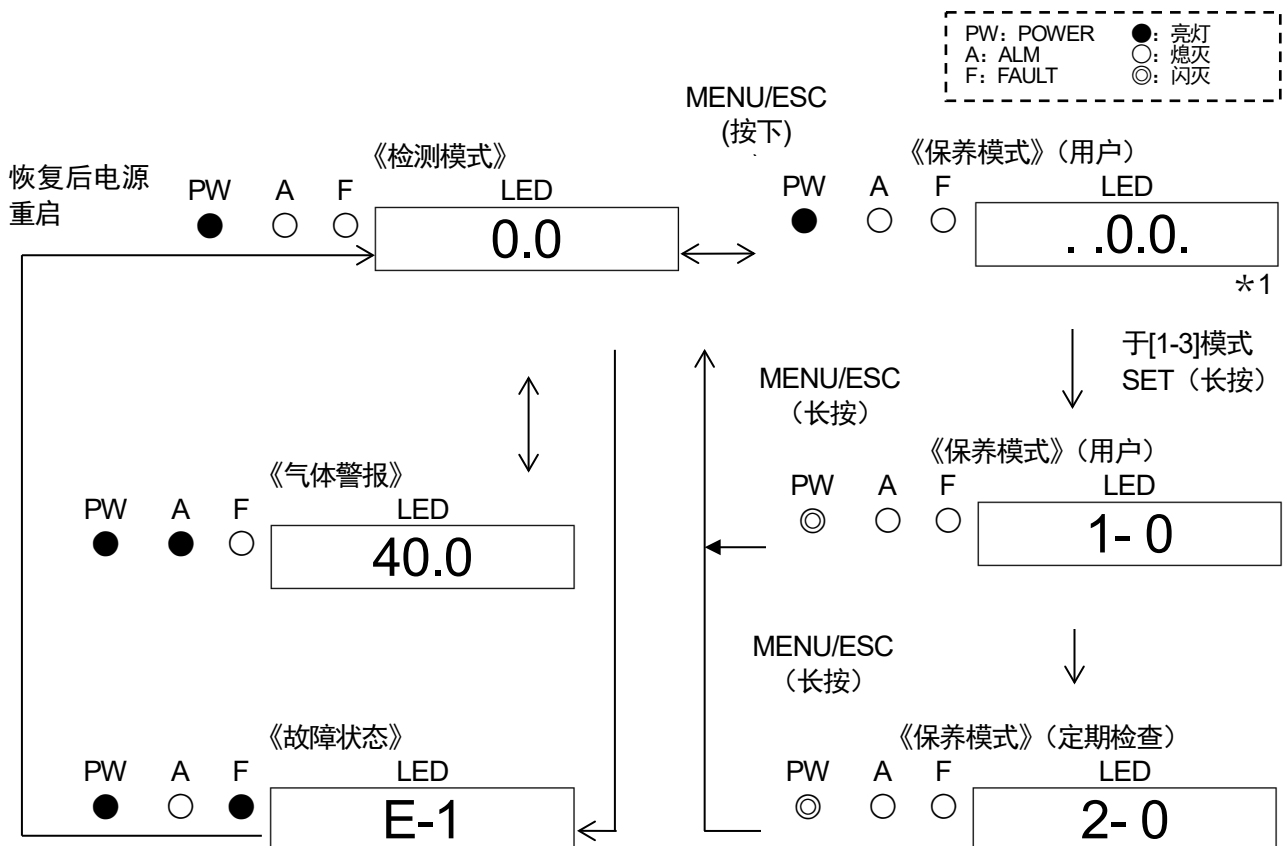 PW：POWER ●：亮灯
A：ALM ○：熄灭
F：FAULT ◎：闪灭
MENU/ESC
(按下)
恢复后电源
重启
《检测模式》
PW A F LED
● ○ ○ 0.0
《保养模式》（用户）
PW A F LED
● ○ ○ . .0.0.
＊1
于[1-3]模式
SET（长按）
MENU/ESC
（长按）
《气体警报》
PW A F LED
● ● ○ 40.0
《保养模式》（用户）
PW A F LED
◎ ○ ○ 1- 0
MENU/ESC
（长按）
《故障状态》
PW A F LED
● ○ ● E-1
《保养模式》（定期检查）
PW A F LED
◎ ○ ○ 2- 0